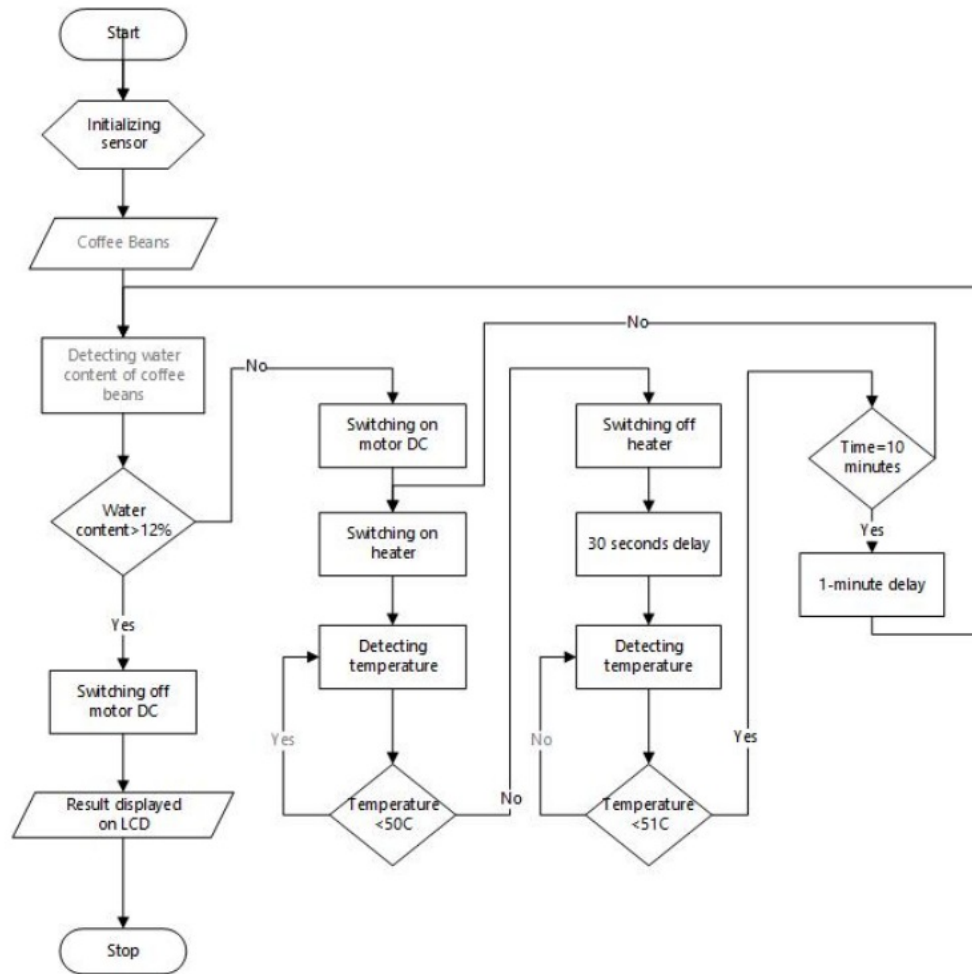 Start
Initializing
sensor
Coffee Beans
Detecting water
content of coffee
beans
Water
content>12%
Yes
Switching off
motor DC
Result displayed
on LCD
Stop
No
Switching on
motor DC
Switching on
heater
Detecting
temperature
Yes
Temperature
<50C
No
Switching off
heater
30 seconds delay
Detecting
temperature
No
Temperature
<51C
Yes
Time=10
minutes
No
Yes
1-minute delay